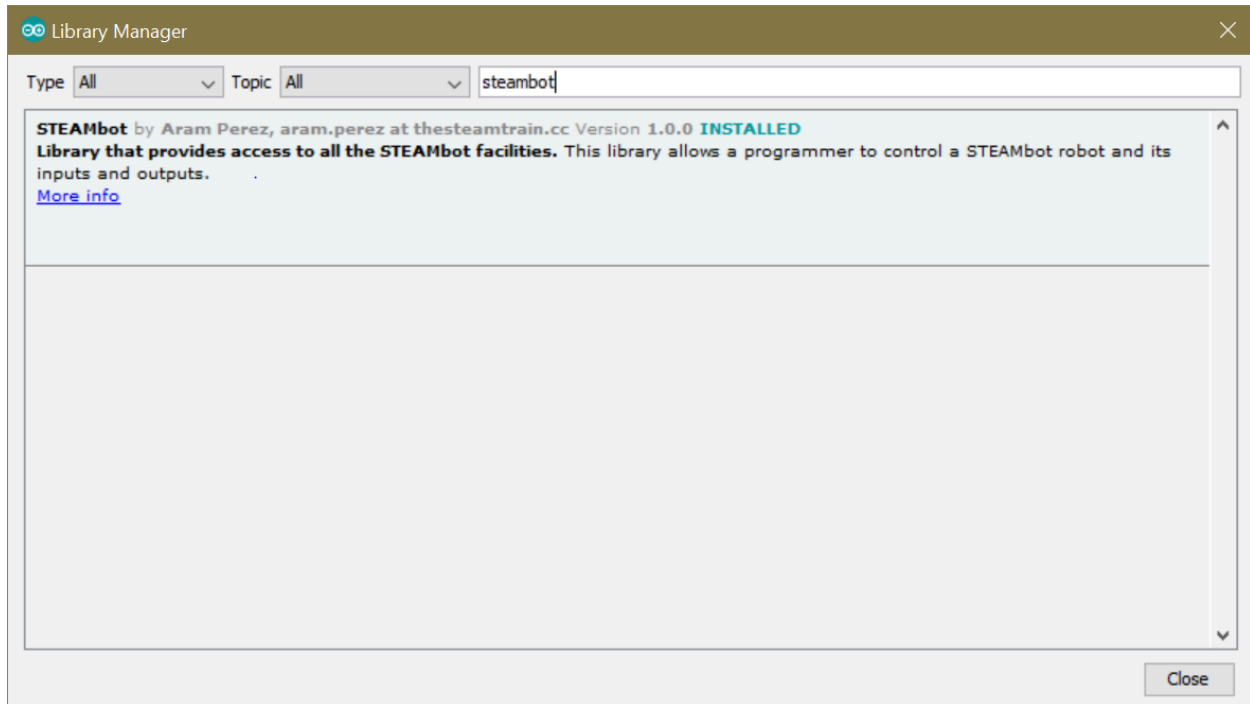 Library Manager
Type All Topic All steambot
STEAMbot by Aram Perez, aram.perez at thesteamtrain.cc Version 1.0.0 INSTALLED
Library that provides access to all the STEAMbot facilities. This library allows a programmer to control a STEAMbot robot and its
inputs and outputs. .
More info
Close